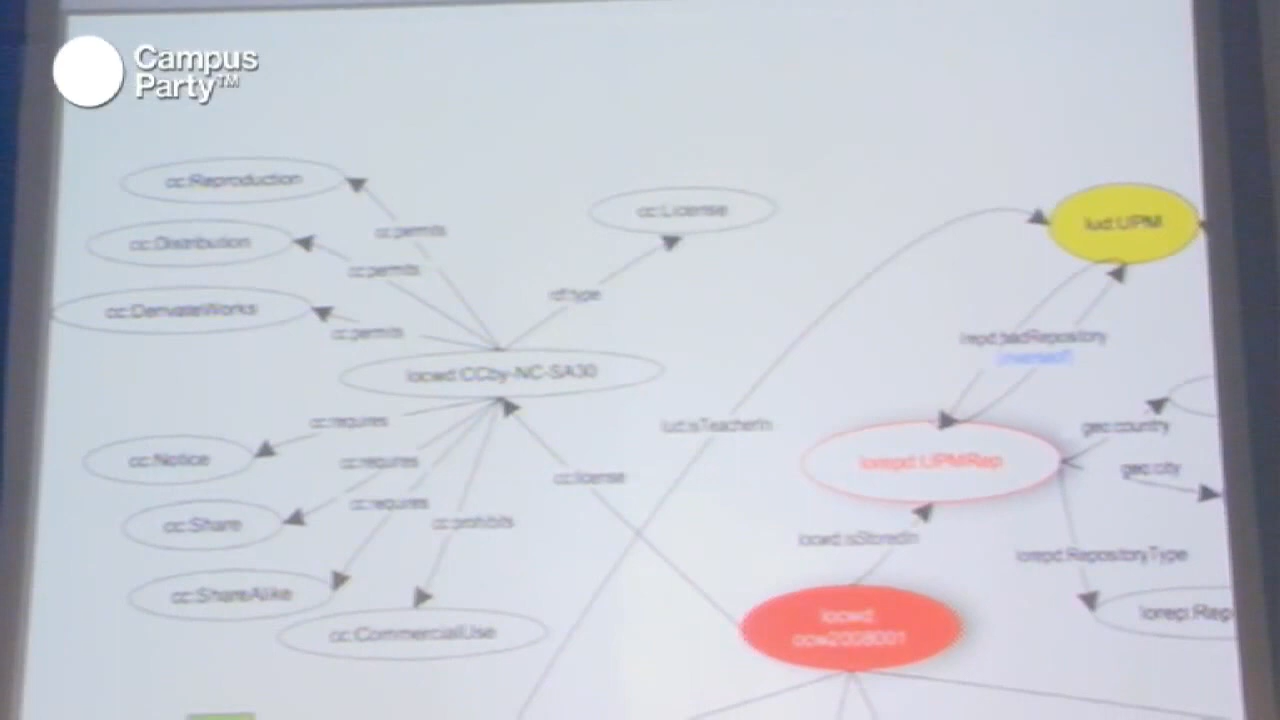 Campus
Party™
cc:Reproduction
cc:License
lud:UPM
cc:permits
cc:Distribution
cc:permits
rdf:type
cc:DerivateWorks
cc:permits
locwd:CCby-NC-SA30
cc:requires
lud:isTeacherIn
geo:country
cc:Notice
cc:requires
lorepd:UPMRep
geo:city
cc:license
cc:requires
cc:Share
cc:prohibits
locwd:isStoredIn
lorepd:RepositoryType
cc:ShareAlike
locwd:
cc:CommercialUse